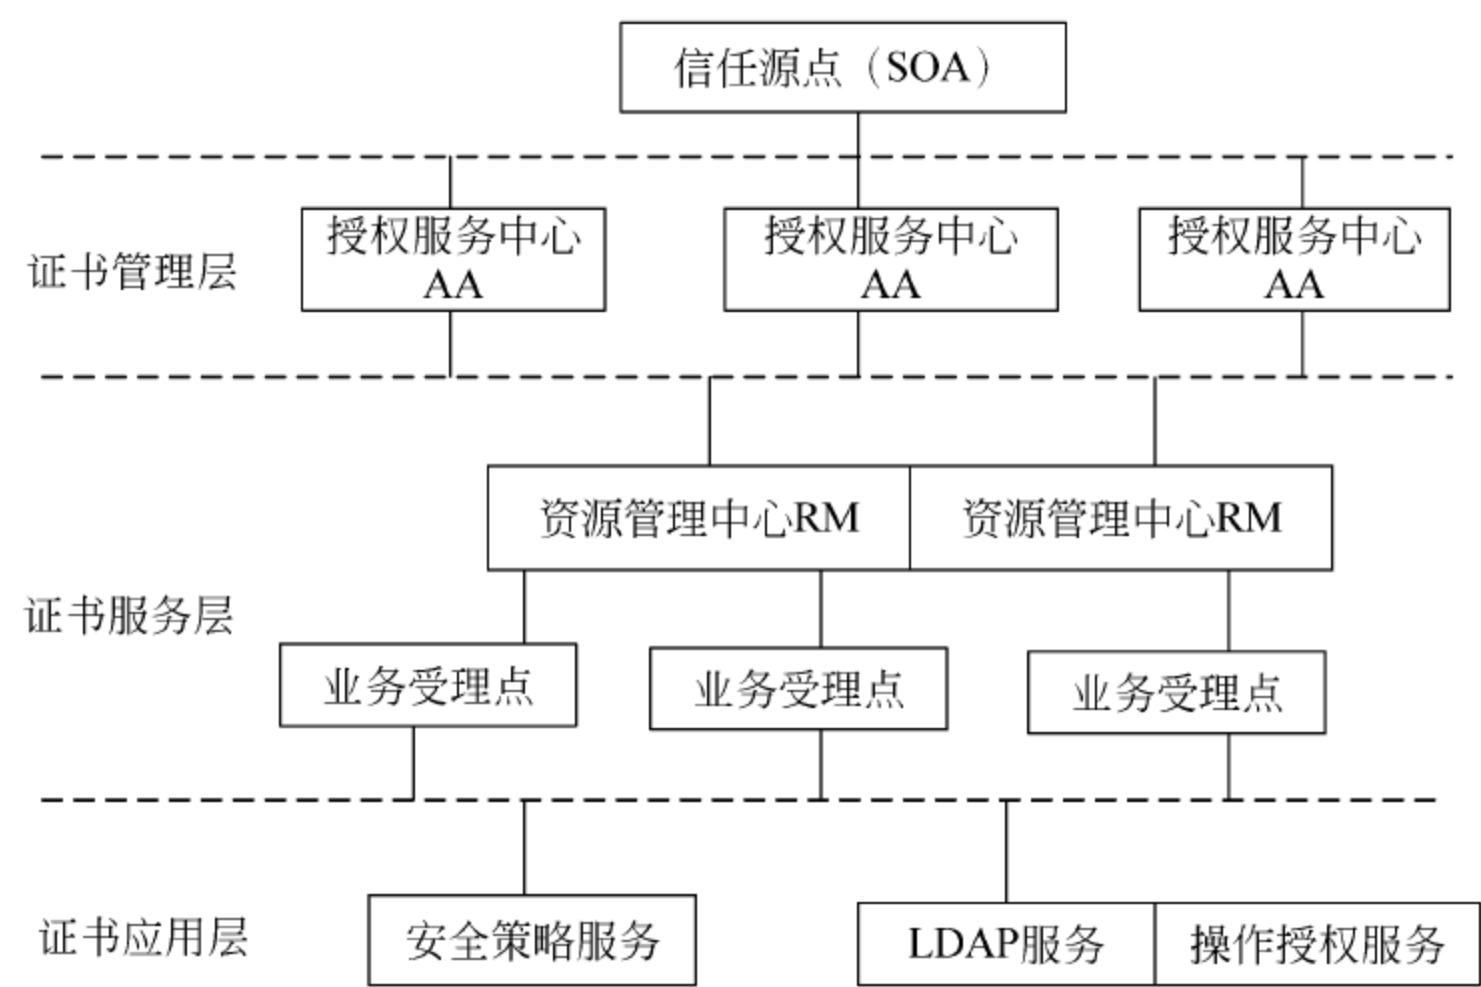 信任源点（SOA）
证书管理层
授权服务中心
AA
授权服务中心
AA
授权服务中心
AA
证书服务层
资源管理中心RM
资源管理中心RM
业务受理点
业务受理点
业务受理点
证书应用层
安全策略服务
LDAP服务
操作授权服务